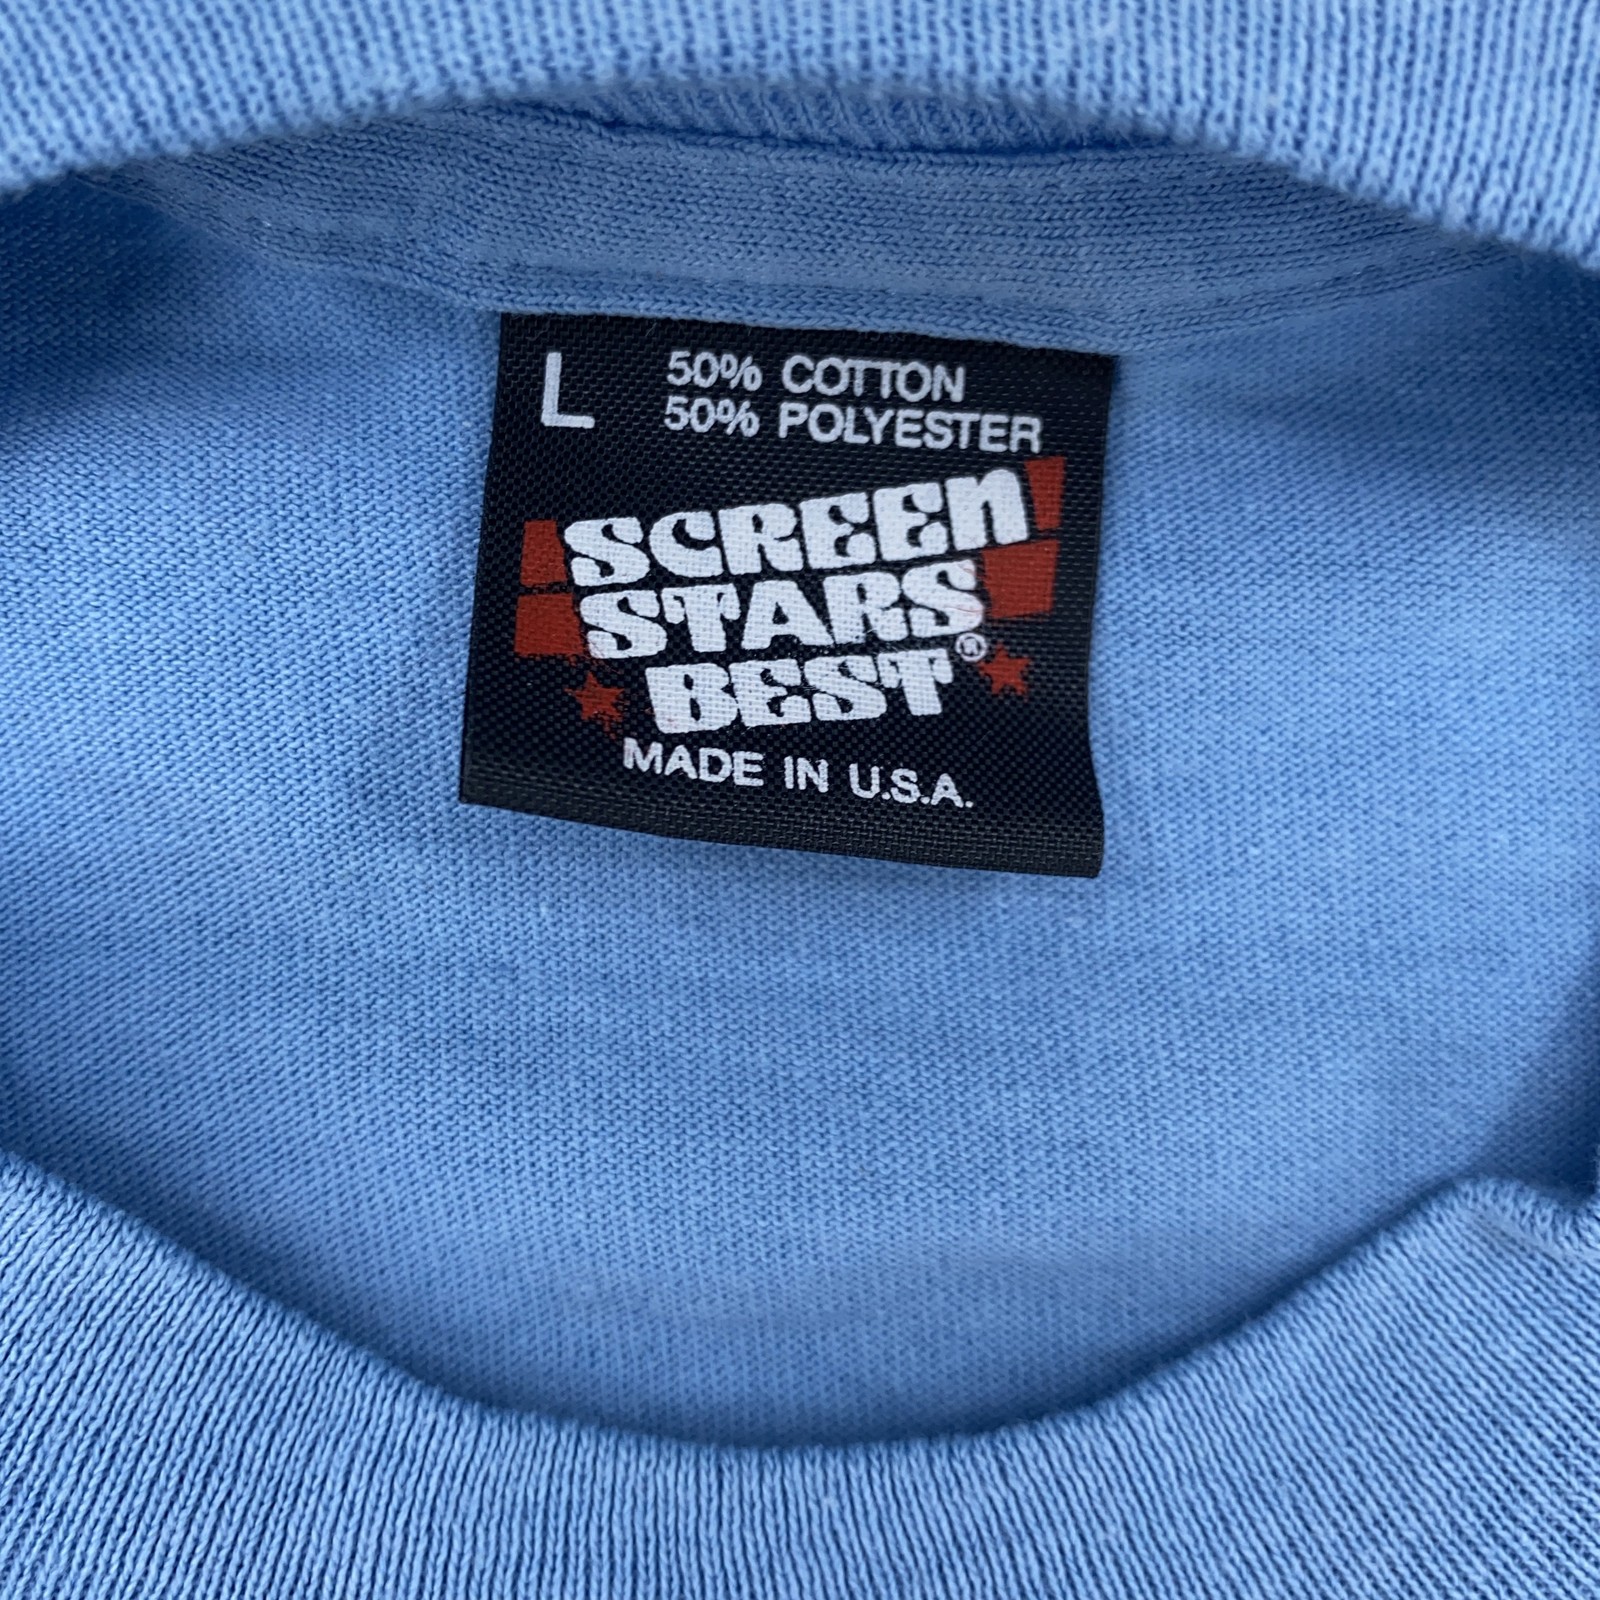 L 50% COTTON
50% POLYESTER
SCREEN
STARS
BEST®
MADE IN U.S.A.